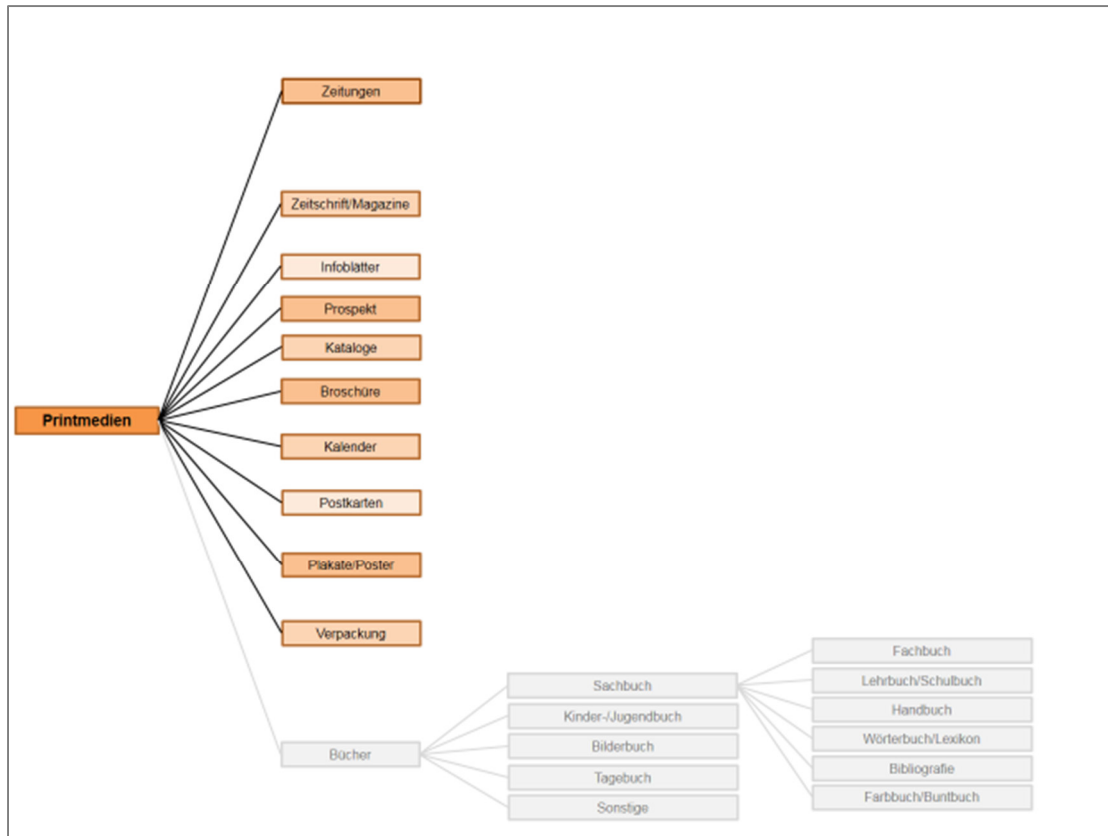 Zeitungen
Zeitschrift/Magazine
Infoblätter
Prospekt
Kataloge
Broschüre
Printmedien
Kalender
Postkarten
Plakate/Poster
Verpackung
Bücher
Sachbuch
Kinder-/Jugendbuch
Bilderbuch
Tagebuch
Sonstige
Fachbuch
Lehrbuch/Schulbuch
Handbuch
Wörterbuch/Lexikon
Bibliografie
Farbbuch/Buntbuch